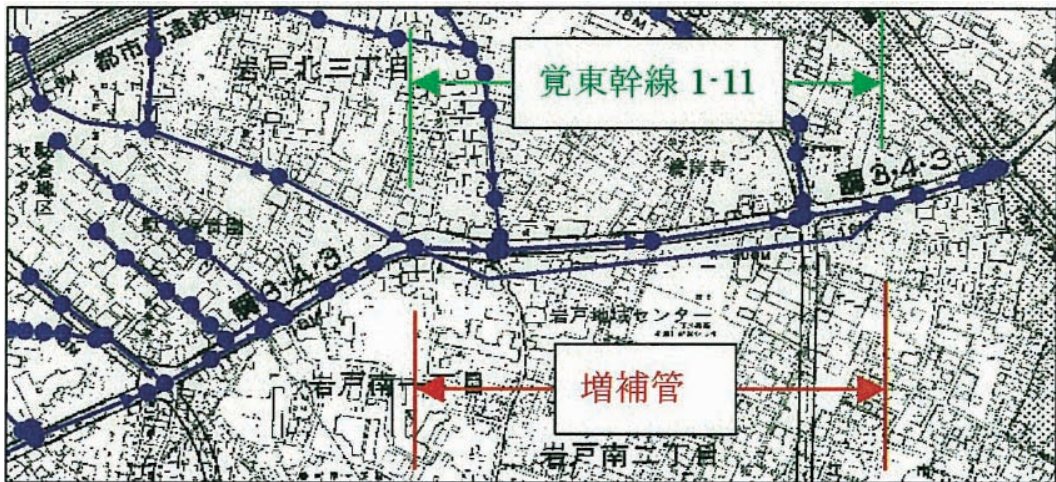 都市高速鉄道
岩戸北三丁目
覚東幹線 1-11
3・4・3
3・4・3
岩戸地域センター
増補管
岩戸南一丁目
岩戸南二丁目